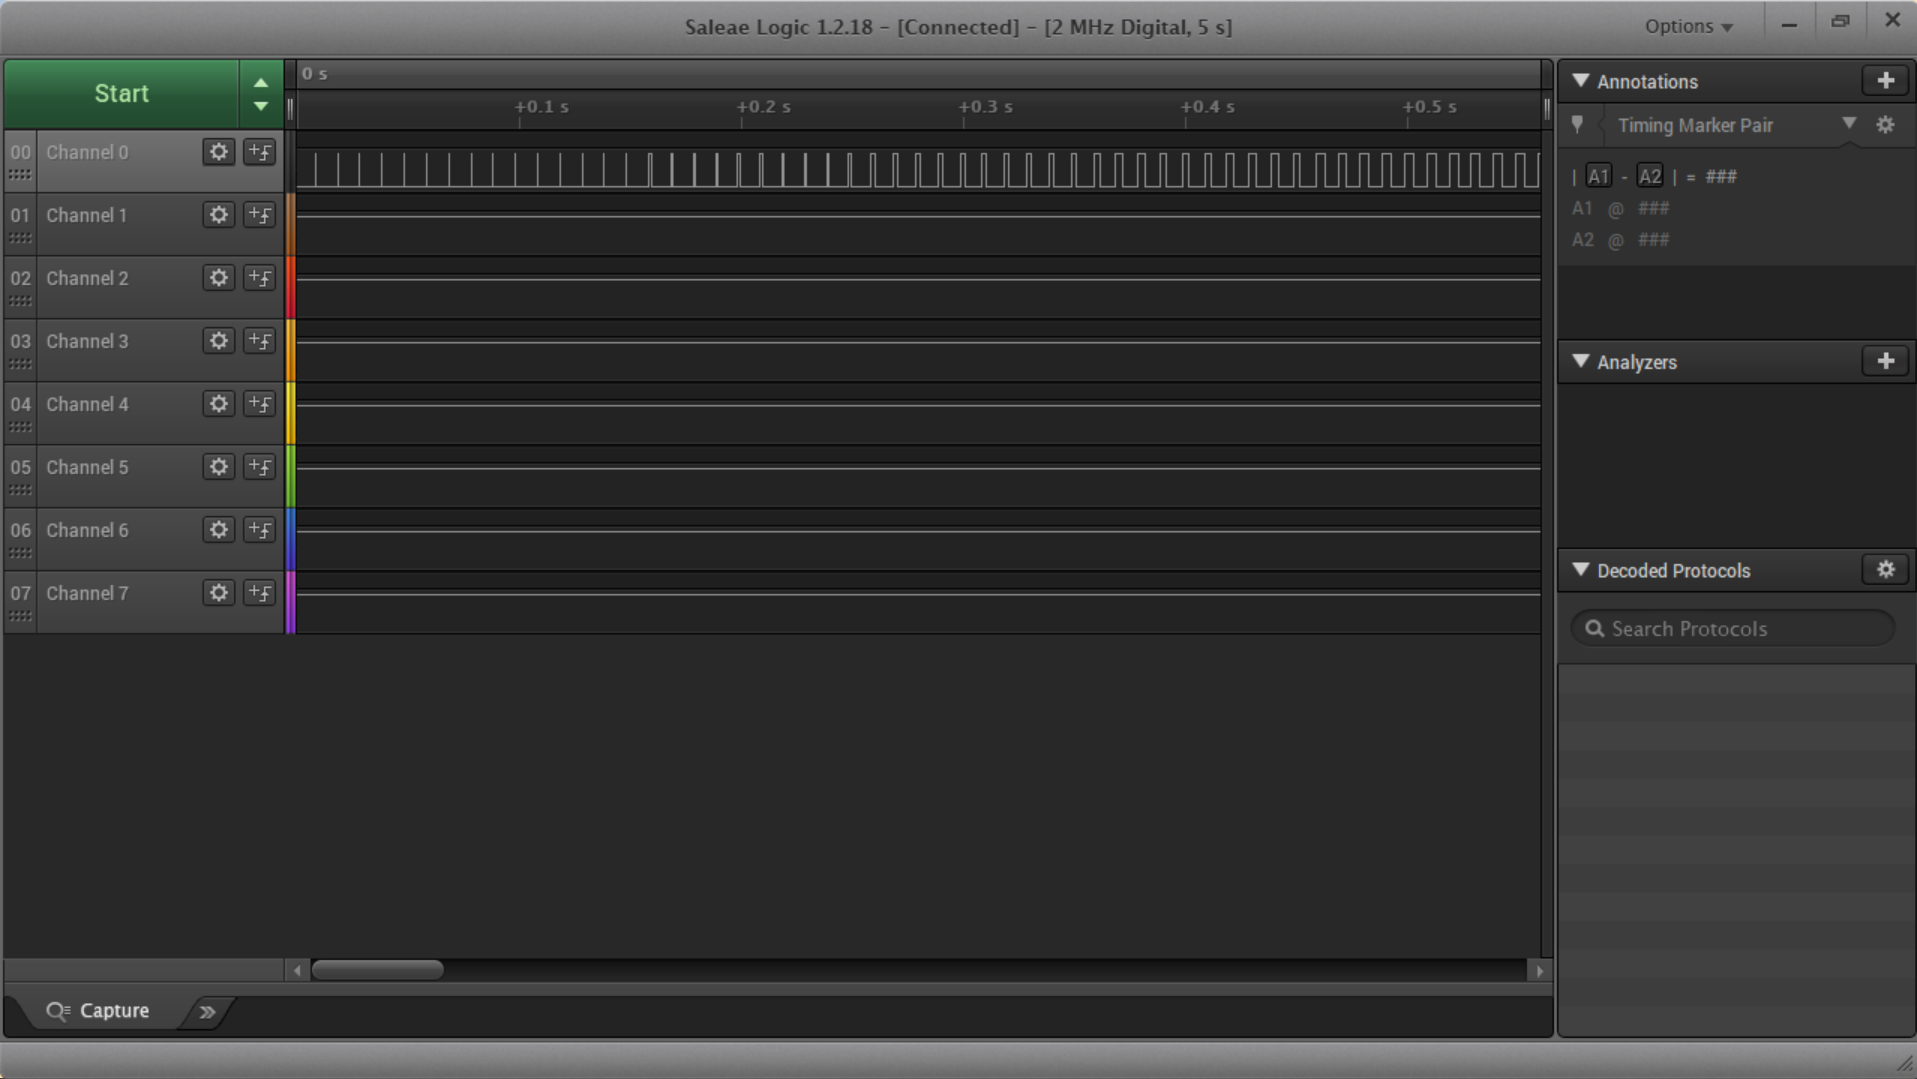 Saleae Logic 1.2.18 - [Connected] - [2 MHz Digital, 5 s]
Options
Start
0 s
+0.1 s
+0.2 s
+0.3 s
+0.4 s
+0.5 s
00 Channel 0
01 Channel 1
02 Channel 2
03 Channel 3
04 Channel 4
05 Channel 5
06 Channel 6
07 Channel 7
Capture
Annotations
Timing Marker Pair
| A1 - A2 | = ###
A1 @ ###
A2 @ ###
Analyzers
Decoded Protocols
Search Protocols